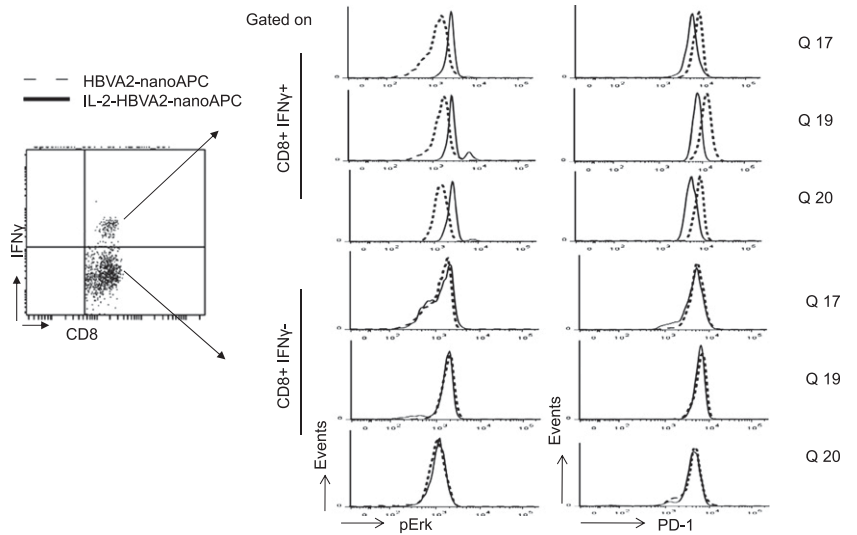 Gated on
HBVA2-nanoAPC
IL-2-HBVA2-nanoAPC
IFNγ
CD8
CD8+ IFNγ+
CD8+ IFNγ-
Q 17
Q 19
Q 20
Q 17
Q 19
Q 20
Events
pErk
Events
PD-1